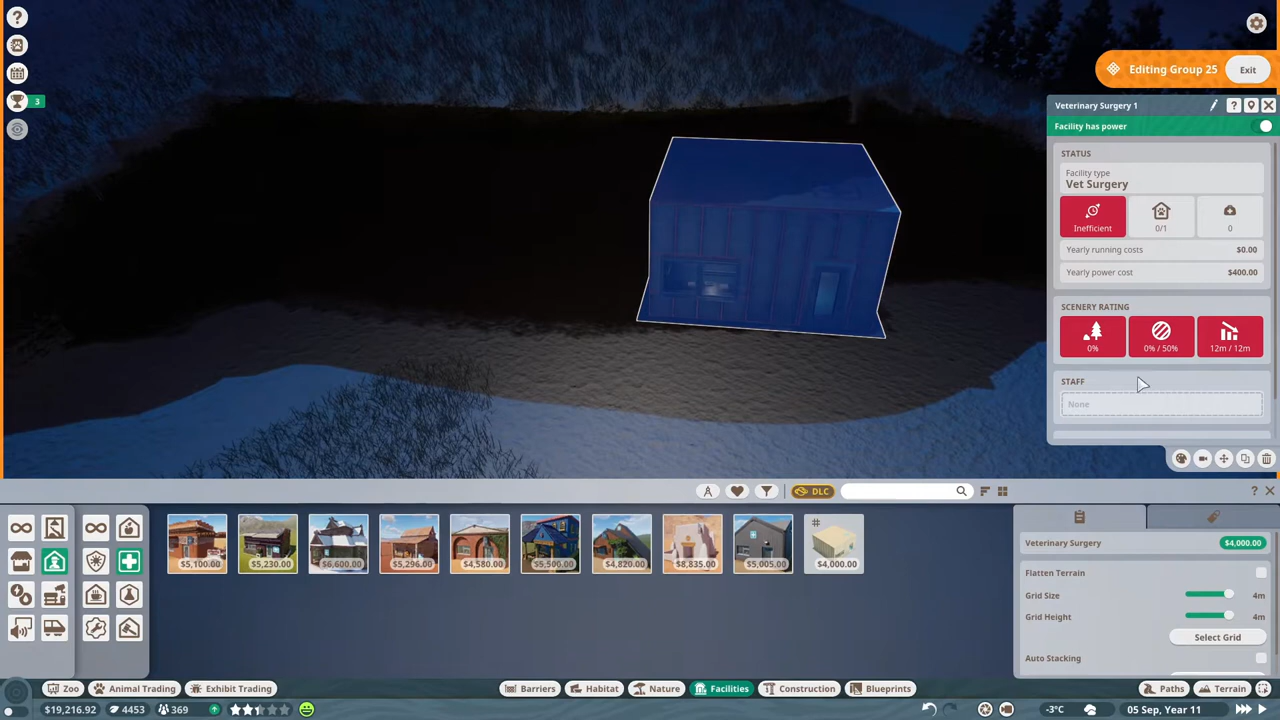 ?
3
Editing Group 25
Exit
Veterinary Surgery 1
?
Facility has power
STATUS
Facility type
Vet Surgery
Inefficient
0/1
0
Yearly running costs
$0.00
Yearly power cost
$400.00
SCENERY RATING
0%
0% / 50%
12m / 12m
STAFF
None
DLC
?
$5,100.00
$5,230.00
$6,600.00
$5,296.00
$4,580.00
$5,500.00
$4,820.00
$8,835.00
$5,005.00
#
$4,000.00
Veterinary Surgery
$4,000.00
Flatten Terrain
Grid Size
4m
Grid Height
4m
Select Grid
Auto Stacking
Zoo
Animal Trading
Exhibit Trading
Barriers
Habitat
Nature
Facilities
Construction
Blueprints
Paths
Terrain
$19,216.92
4453
369
-3°C
05 Sep, Year 11